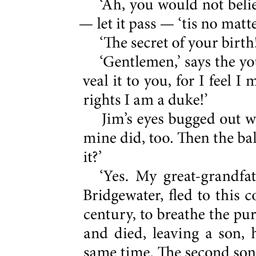 ‘Ah, you would not belie
— let it pass — ‘tis no matte
‘The secret of your birth!
‘Gentlemen,’ says the yo
veal it to you, for I feel I m
rights I am a duke!’
Jim’s eyes bugged out w
mine did, too. Then the bal
it?’
‘Yes. My great-grandfat
Bridgewater, fled to this co
century, to breathe the pur
and died, leaving a son, h
same time. The second son